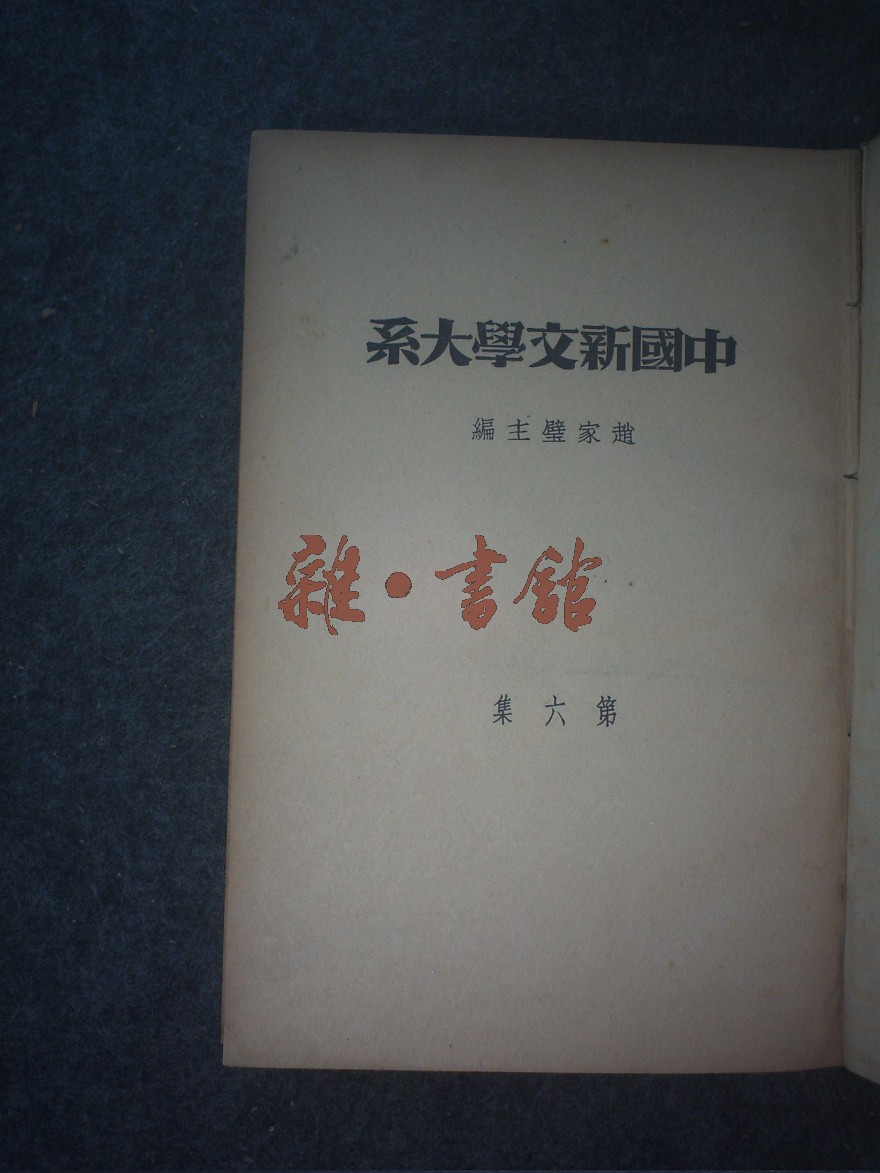 中國新文學大系
趙家璧主編
雜·書館
第六集